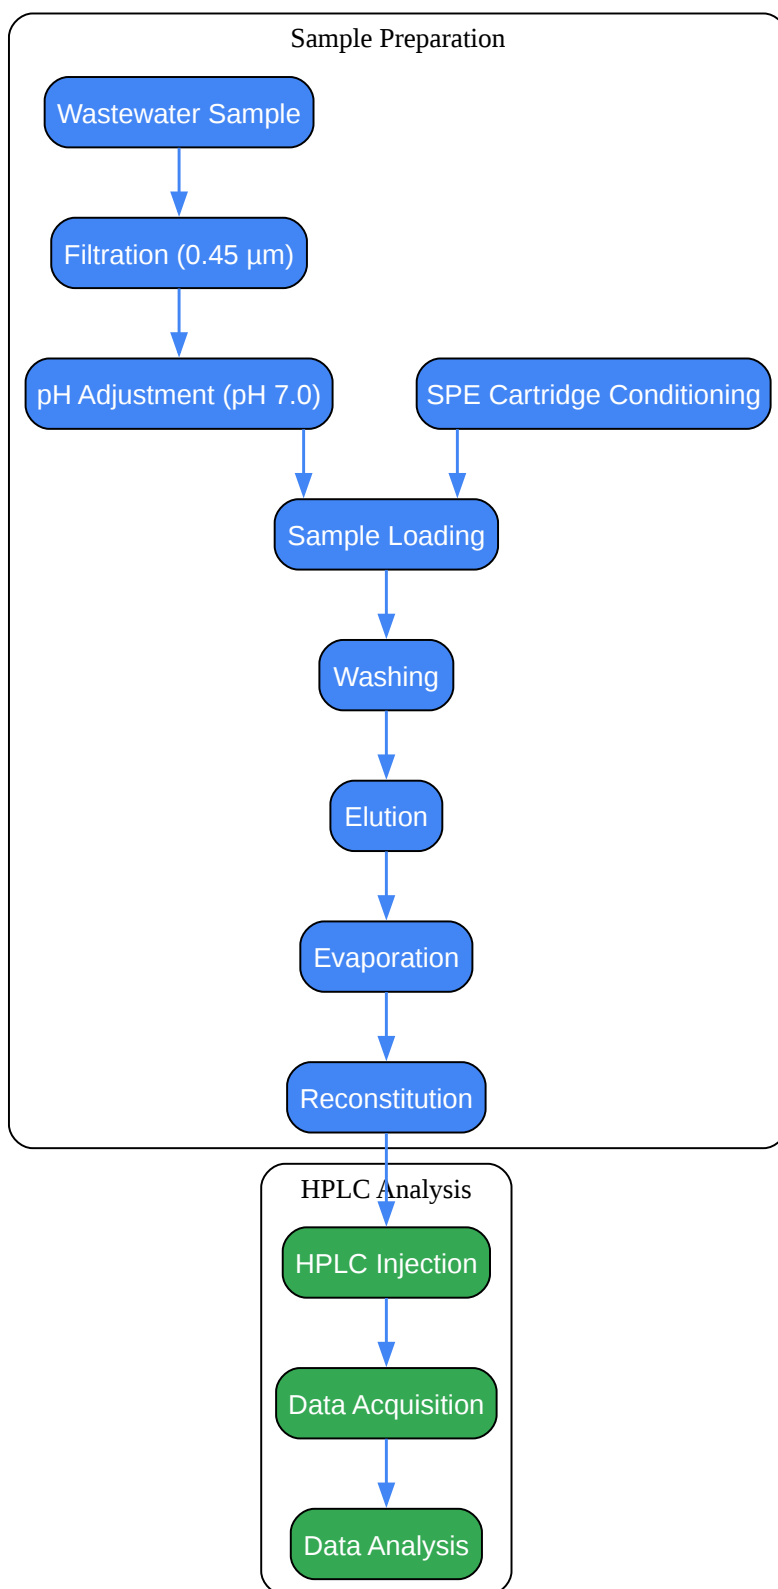 Sample Preparation
Wastewater Sample
Filtration (0.45 µm)
pH Adjustment (pH 7.0)
SPE Cartridge Conditioning
Sample Loading
Washing
Elution
Evaporation
Reconstitution
HPLC Analysis
HPLC Injection
Data Acquisition
Data Analysis